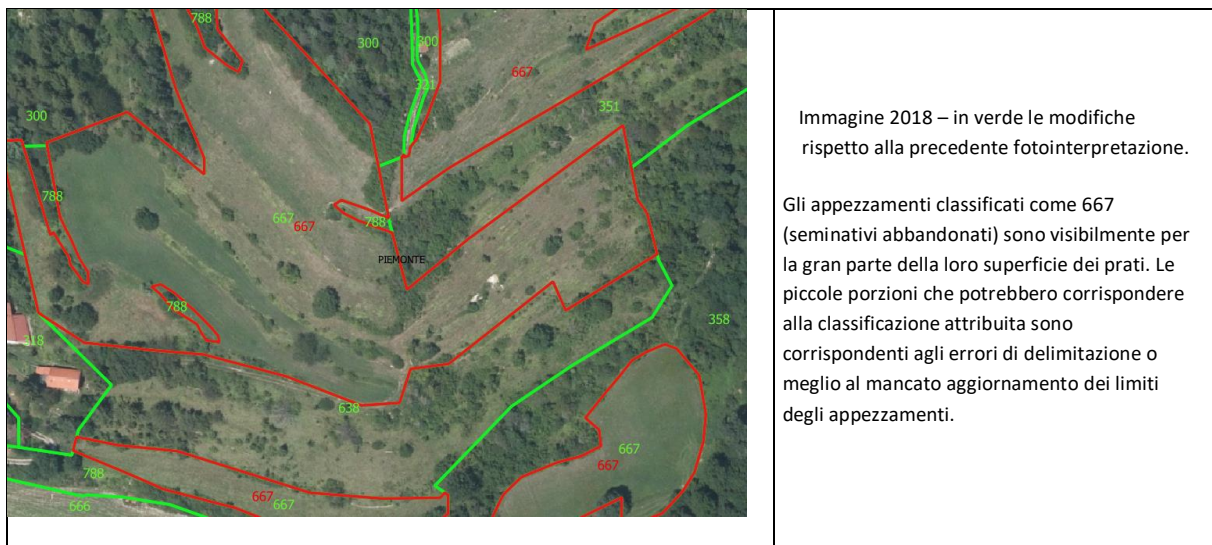 788
300
300
667
321
351
300
788
667
667
788
PIEMONTE
788
318
358
638
667
667
788
667
667
666
Immagine 2018 – in verde le modifiche
rispetto alla precedente fotointerpretazione.
Gli appezzamenti classificati come 667
(seminativi abbandonati) sono visibilmente per
la gran parte della loro superficie dei prati. Le
piccole porzioni che potrebbero corrispondere
alla classificazione attribuita sono
corrispondenti agli errori di delimitazione o
meglio al mancato aggiornamento dei limiti
degli appezzamenti.